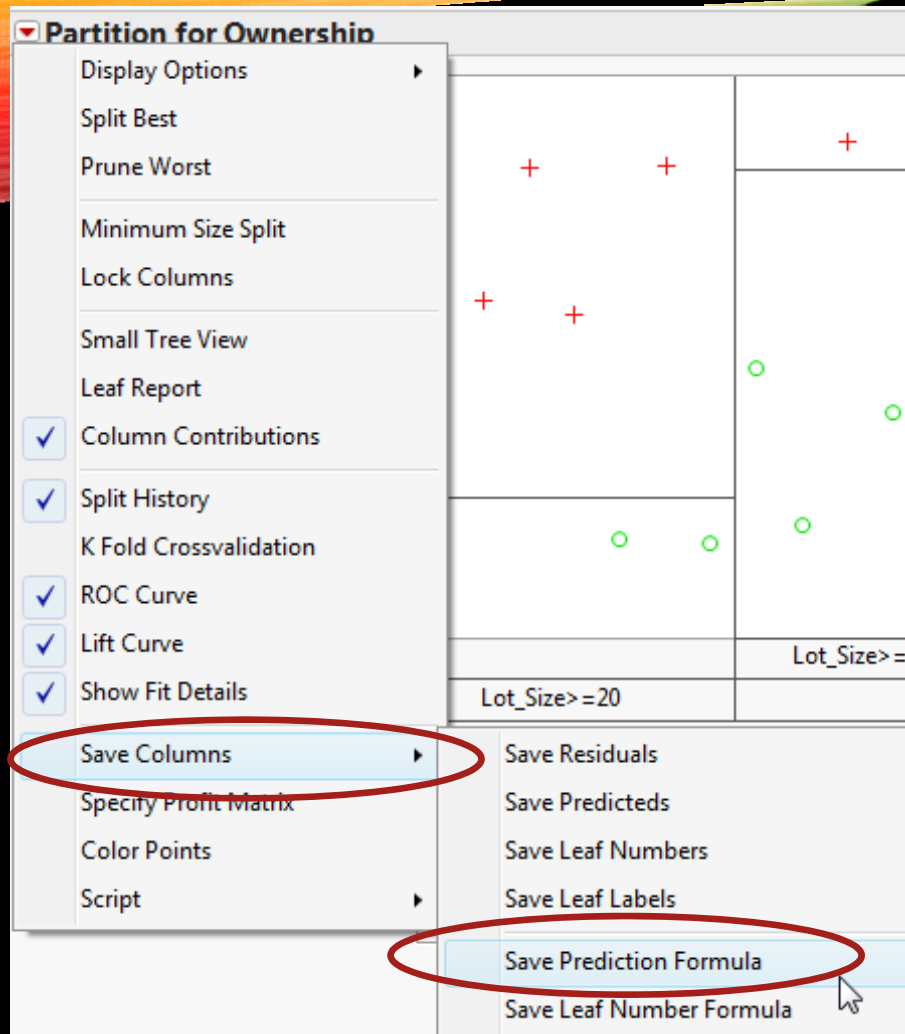 Partition for Ownership
Display Options
Split Best
Prune Worst
Minimum Size Split
Lock Columns
Small Tree View
Leaf Report
Column Contributions
Split History
K Fold Crossvalidation
ROC Curve
Lift Curve
Show Fit Details
Save Columns
Specify Profit Matrix
Color Points
Script
Lot_Size>=
Lot_Size>=20
Save Residuals
Save Predicteds
Save Leaf Numbers
Save Leaf Labels
Save Prediction Formula
Save Leaf Number Formula